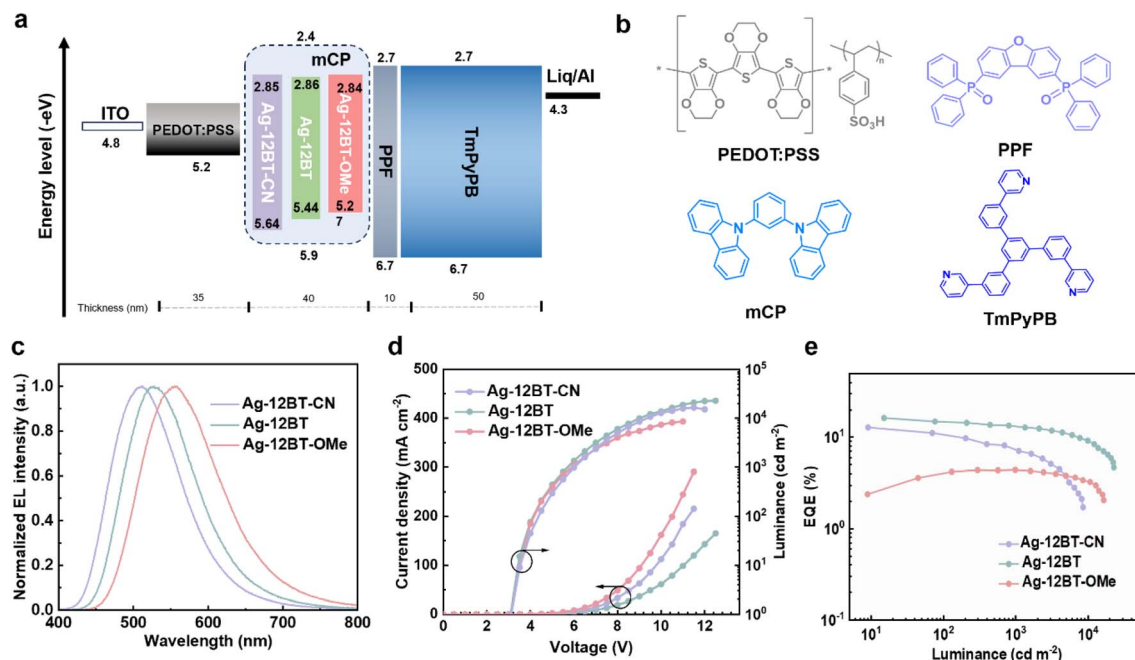 a
Energy level (-eV)
ITO
4.8
PEDOT:PSS
5.2
2.4
mCP
2.85
Ag-12BT-CN
5.64
2.86
Ag-12BT
5.44
2.84
Ag-12BT-OMe
5.2
7
5.9
2.7
PPF
6.7
2.7
TmPyPB
6.7
Liq/Al
4.3
Thickness (nm)
35
40
10
50
b
* S S S * n
O O O O O O
SO₃H
PEDOT:PSS
O
P P
O O
PPF
N N
mCP
N
N
N
TmPyPB
c
Normalized EL intensity (a.u.)
1.0
0.8
0.6
0.4
0.2
0.0
400 500 600 700 800
Wavelength (nm)
Ag-12BT-CN
Ag-12BT
Ag-12BT-OMe
d
Current density (mA cm⁻²)
500
450
400
350
300
250
200
150
100
50
0
0 2 4 6 8 10 12
Voltage (V)
10⁵
10⁴
10³
10²
10¹
10⁰
Luminance (cd m⁻²)
Ag-12BT-CN
Ag-12BT
Ag-12BT-OMe
e
EQE (%)
10¹
10⁰
10⁻¹
10¹ 10² 10³ 10⁴
Luminance (cd m⁻²)
Ag-12BT-CN
Ag-12BT
Ag-12BT-OMe